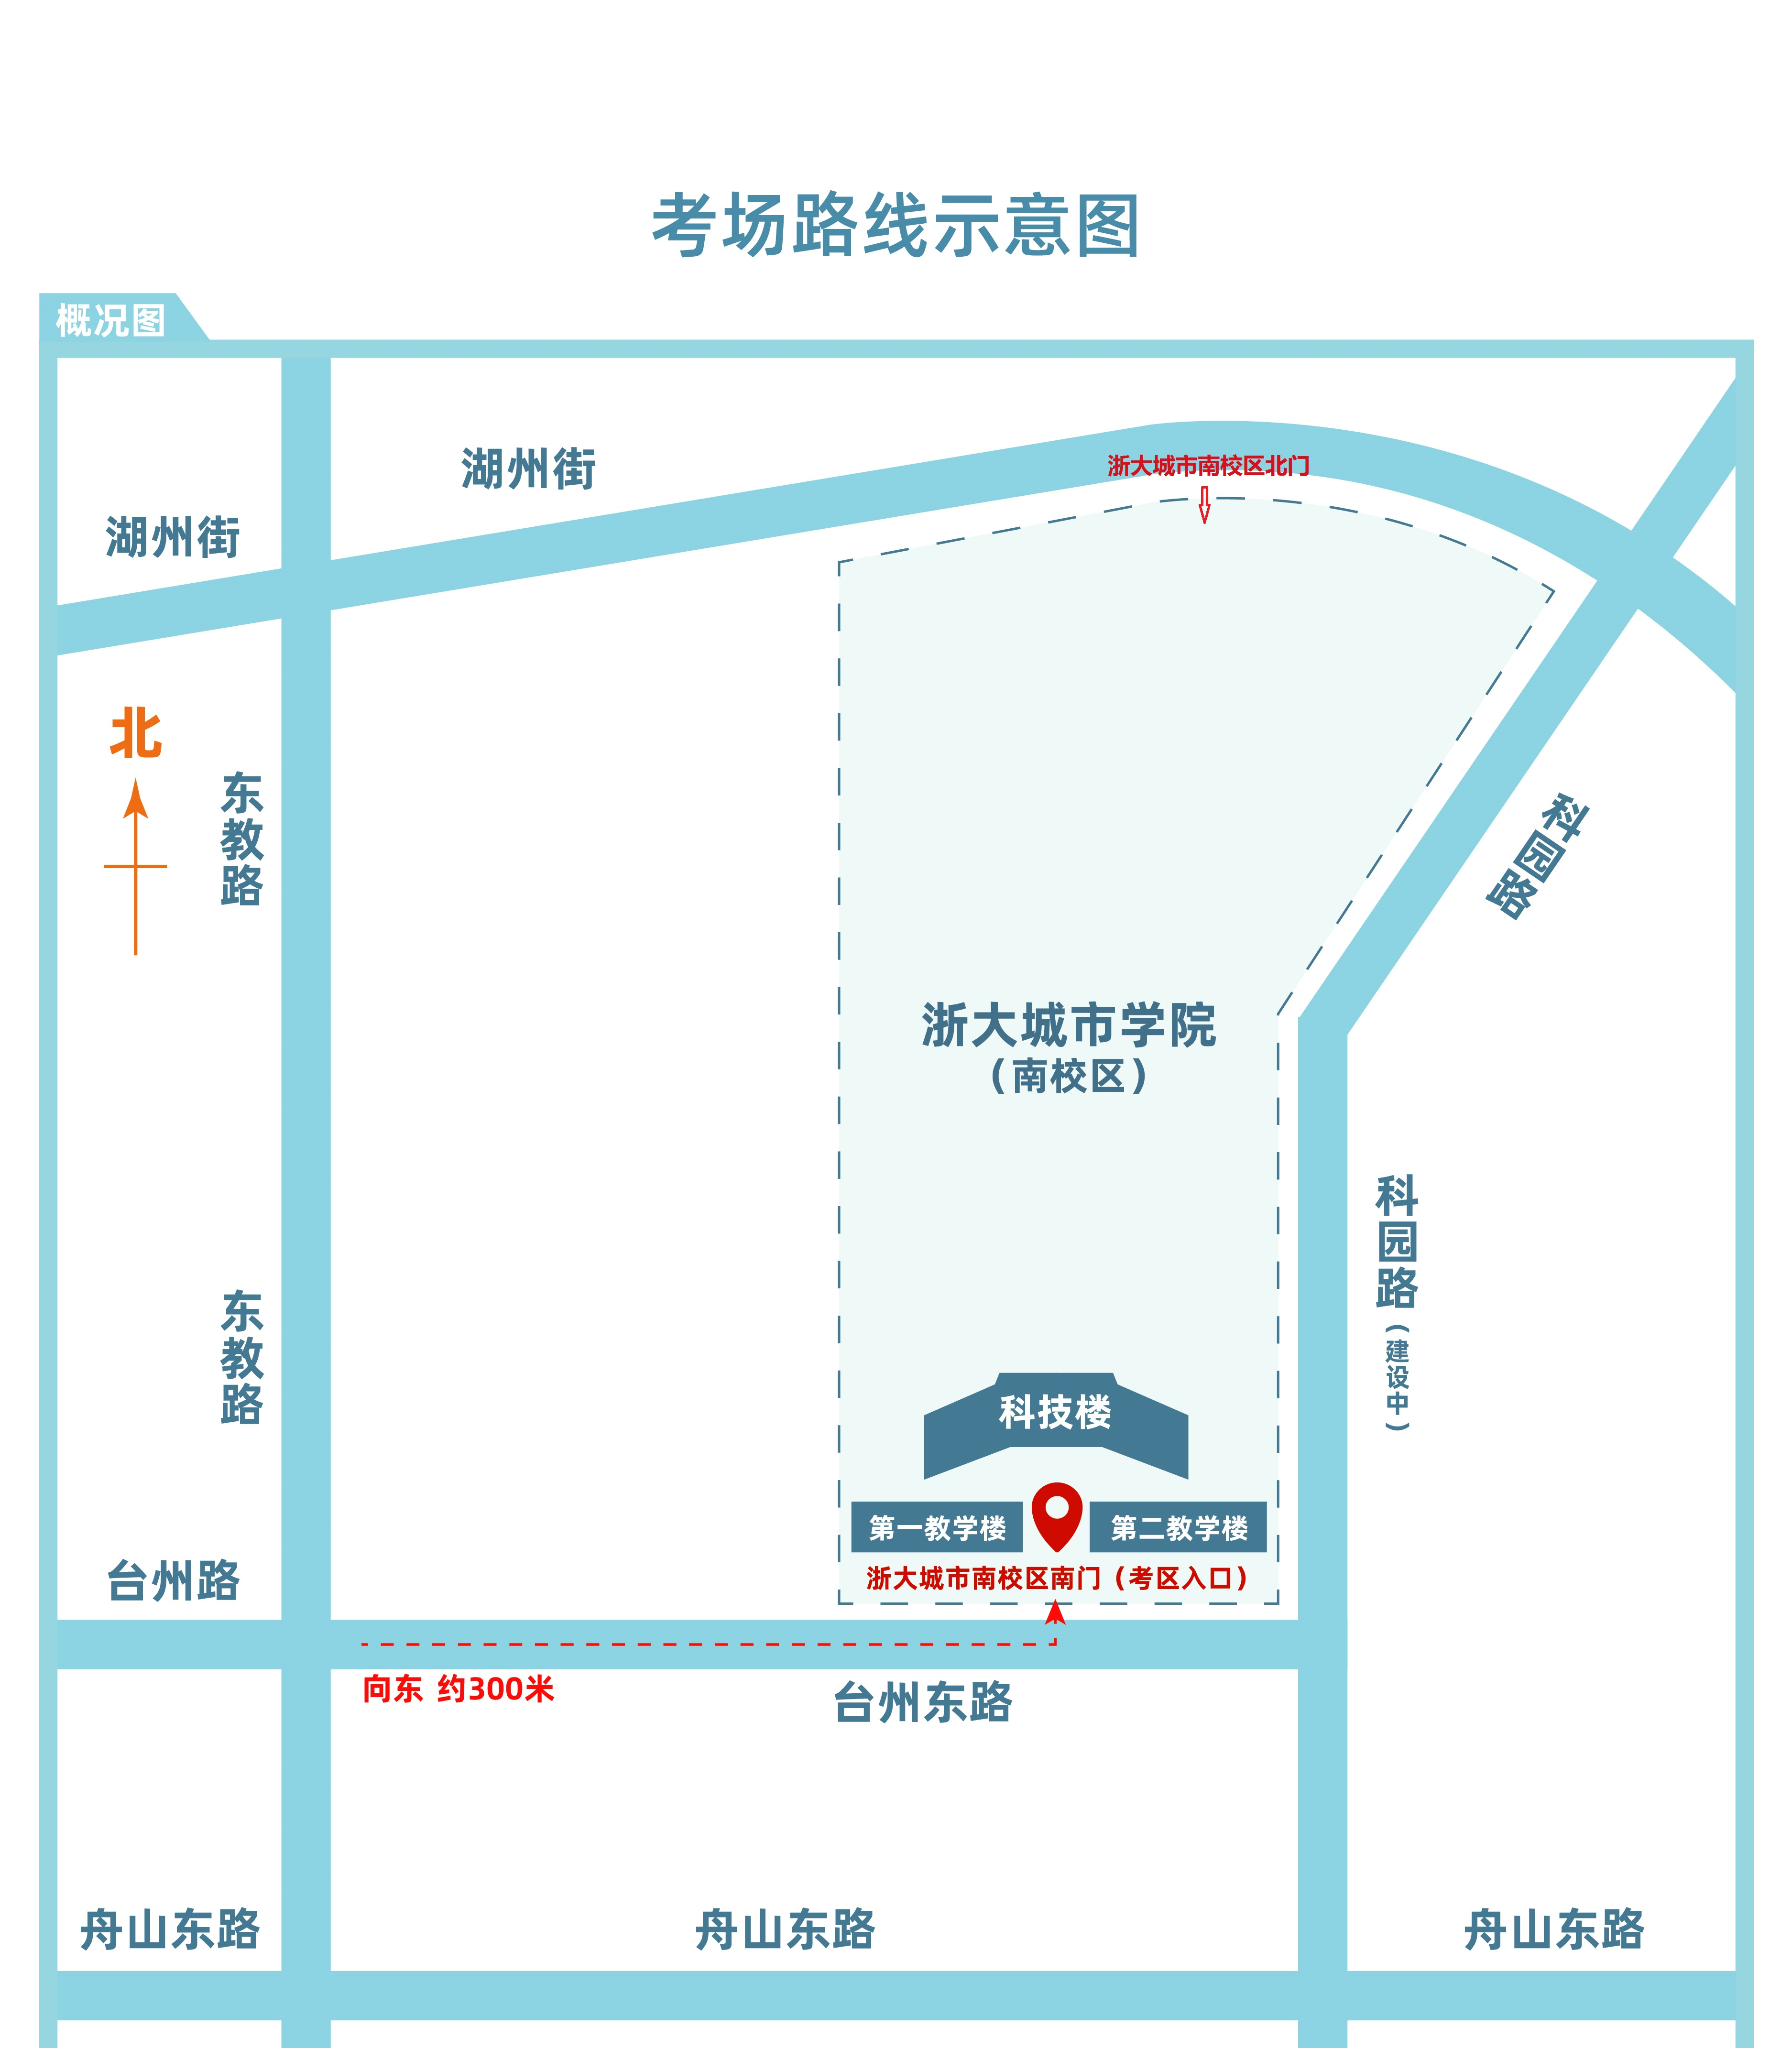 考场路线示意图
概况图
湖州街
浙大城市南校区北门
湖州街
北
东教路
科园路
浙大城市学院
（南校区）
科园路（建设中）
东教路
科技楼
第一教学楼
第二教学楼
台州路
浙大城市南校区南门（考区入口）
向东 约300米
台州东路
舟山东路
舟山东路
舟山东路